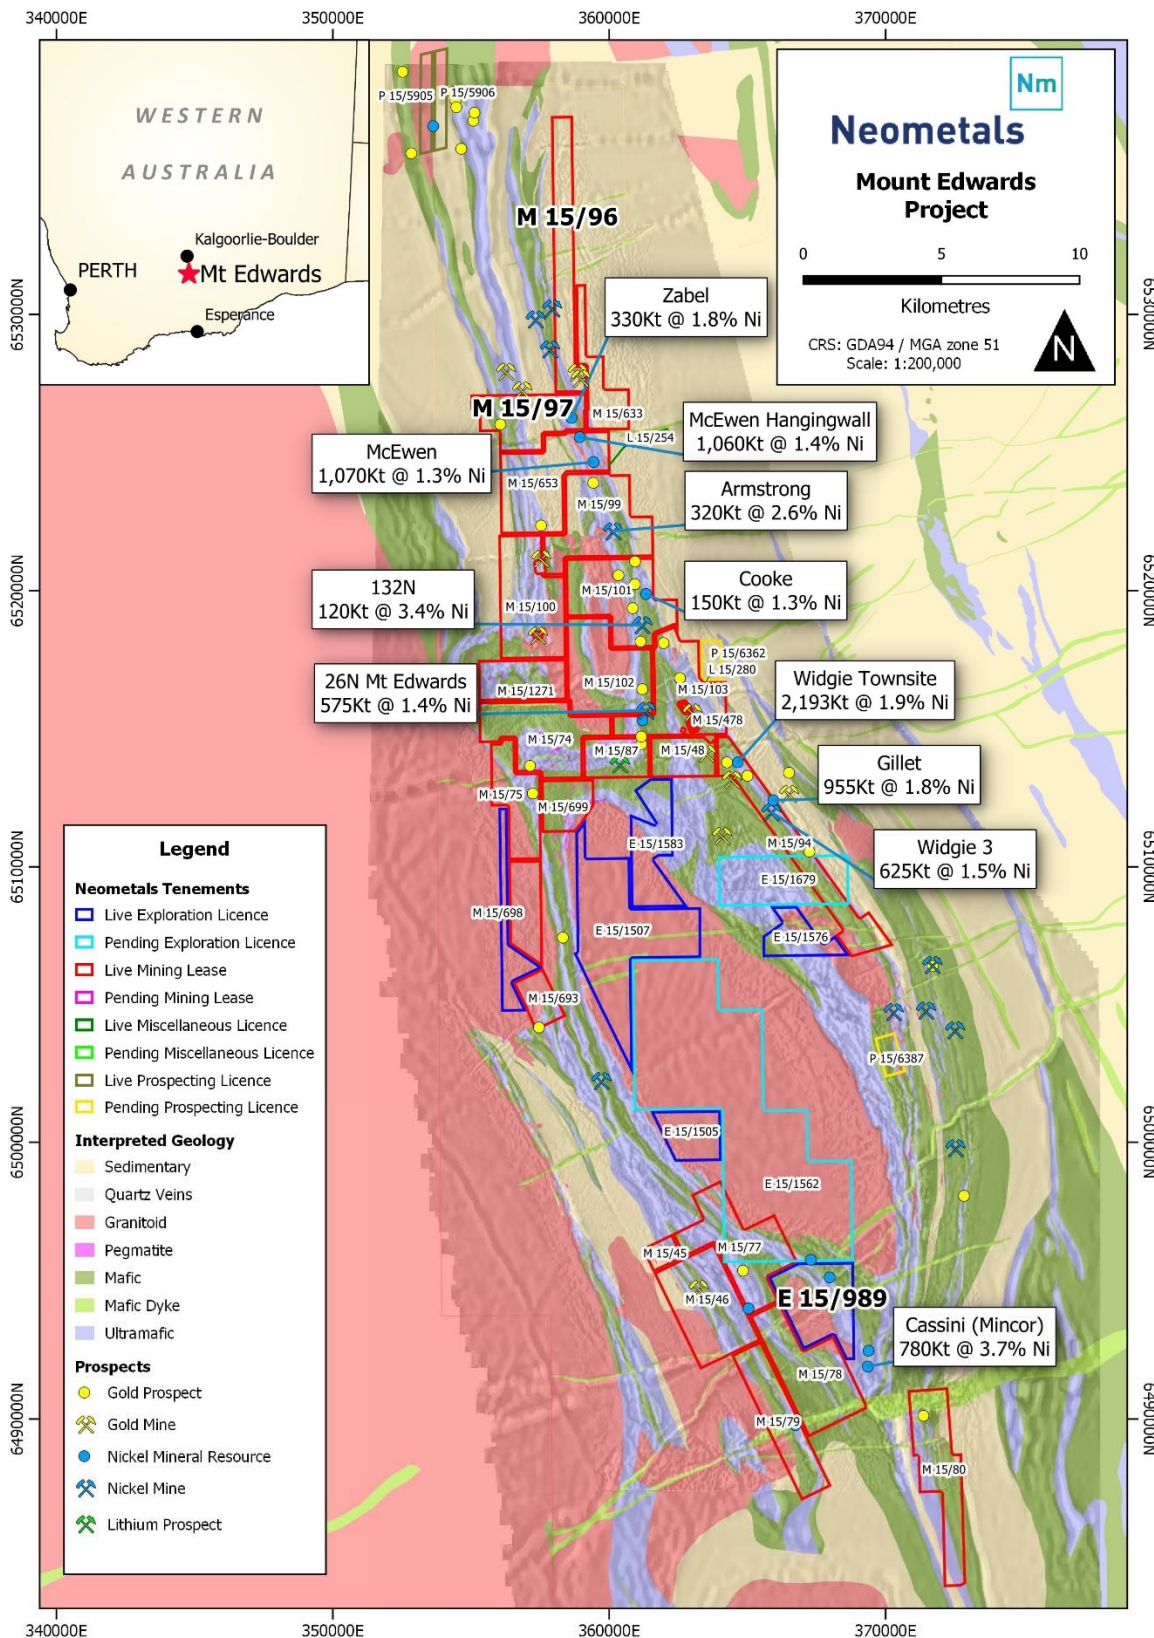 340000E
350000E
360000E
370000E
WESTERN
AUSTRALIA
Kalgoorlie-Boulder
PERTH
Mt Edwards
Esperance
Nm
Neometals
Mount Edwards
Project
0
5
10
Kilometres
CRS: GDA94 / MGA zone 51
Scale: 1:200,000
N
P 15/5905
P 15/5906
M 15/96
Zabel
330Kt @ 1.8% Ni
6530000N
6530000N
M 15/97
M 15/633
L 15/254
McEwen Hangingwall
1,060Kt @ 1.4% Ni
McEwen
1,070Kt @ 1.3% Ni
M 15/653
M 15/99
Armstrong
320Kt @ 2.6% Ni
6520000N
6520000N
132N
120Kt @ 3.4% Ni
M 15/100
M 15/101
Cooke
150Kt @ 1.3% Ni
P 15/6362
L 15/280
26N Mt Edwards
575Kt @ 1.4% Ni
M 15/1271
M 15/102
M 15/103
M 15/478
Widgie Townsite
2,193Kt @ 1.9% Ni
M 15/74
M 15/87
M 15/48
Gillet
955Kt @ 1.8% Ni
M 15/75
M 15/699
E 15/1583
M 15/94
Widgie 3
625Kt @ 1.5% Ni
6510000N
6510000N
E 15/1679
M 15/698
E 15/1507
E 15/1576
M 15/693
P 15/6387
6500000N
6500000N
E 15/1505
E 15/1562
M 15/45
M 15/77
M 15/46
E 15/989
Cassini (Mincor)
780Kt @ 3.7% Ni
M 15/78
M 15/79
M 15/80
6490000N
6490000N
Legend
Neometals Tenements
Live Exploration Licence
Pending Exploration Licence
Live Mining Lease
Pending Mining Lease
Live Miscellaneous Licence
Pending Miscellaneous Licence
Live Prospecting Licence
Pending Prospecting Licence
Interpreted Geology
Sedimentary
Quartz Veins
Granitoid
Pegmatite
Mafic
Mafic Dyke
Ultramafic
Prospects
Gold Prospect
Gold Mine
Nickel Mineral Resource
Nickel Mine
Lithium Prospect
340000E
350000E
360000E
370000E